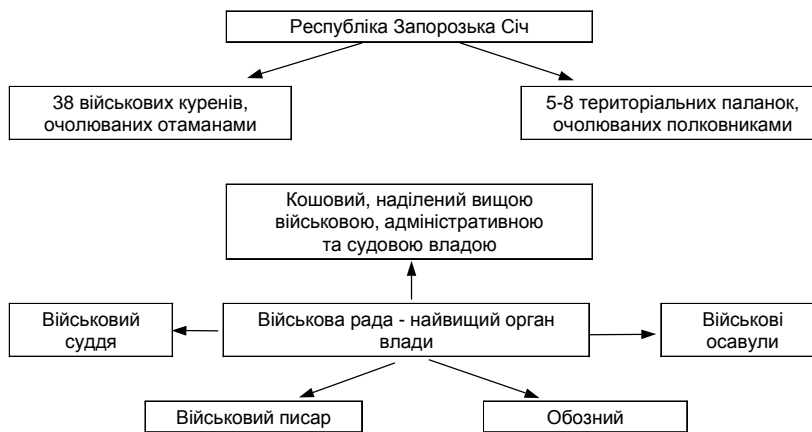 Республіка Запорозька Січ
38 військових куренів,
очолюваних отаманами
5-8 територіальних паланок,
очолюваних полковниками
Кошовий, наділений вищою
військовою, адміністративною
та судовою владою
Військовий
суддя
Військова рада - найвищий орган
влади
Військові
осавули
Військовий писар
Обозний